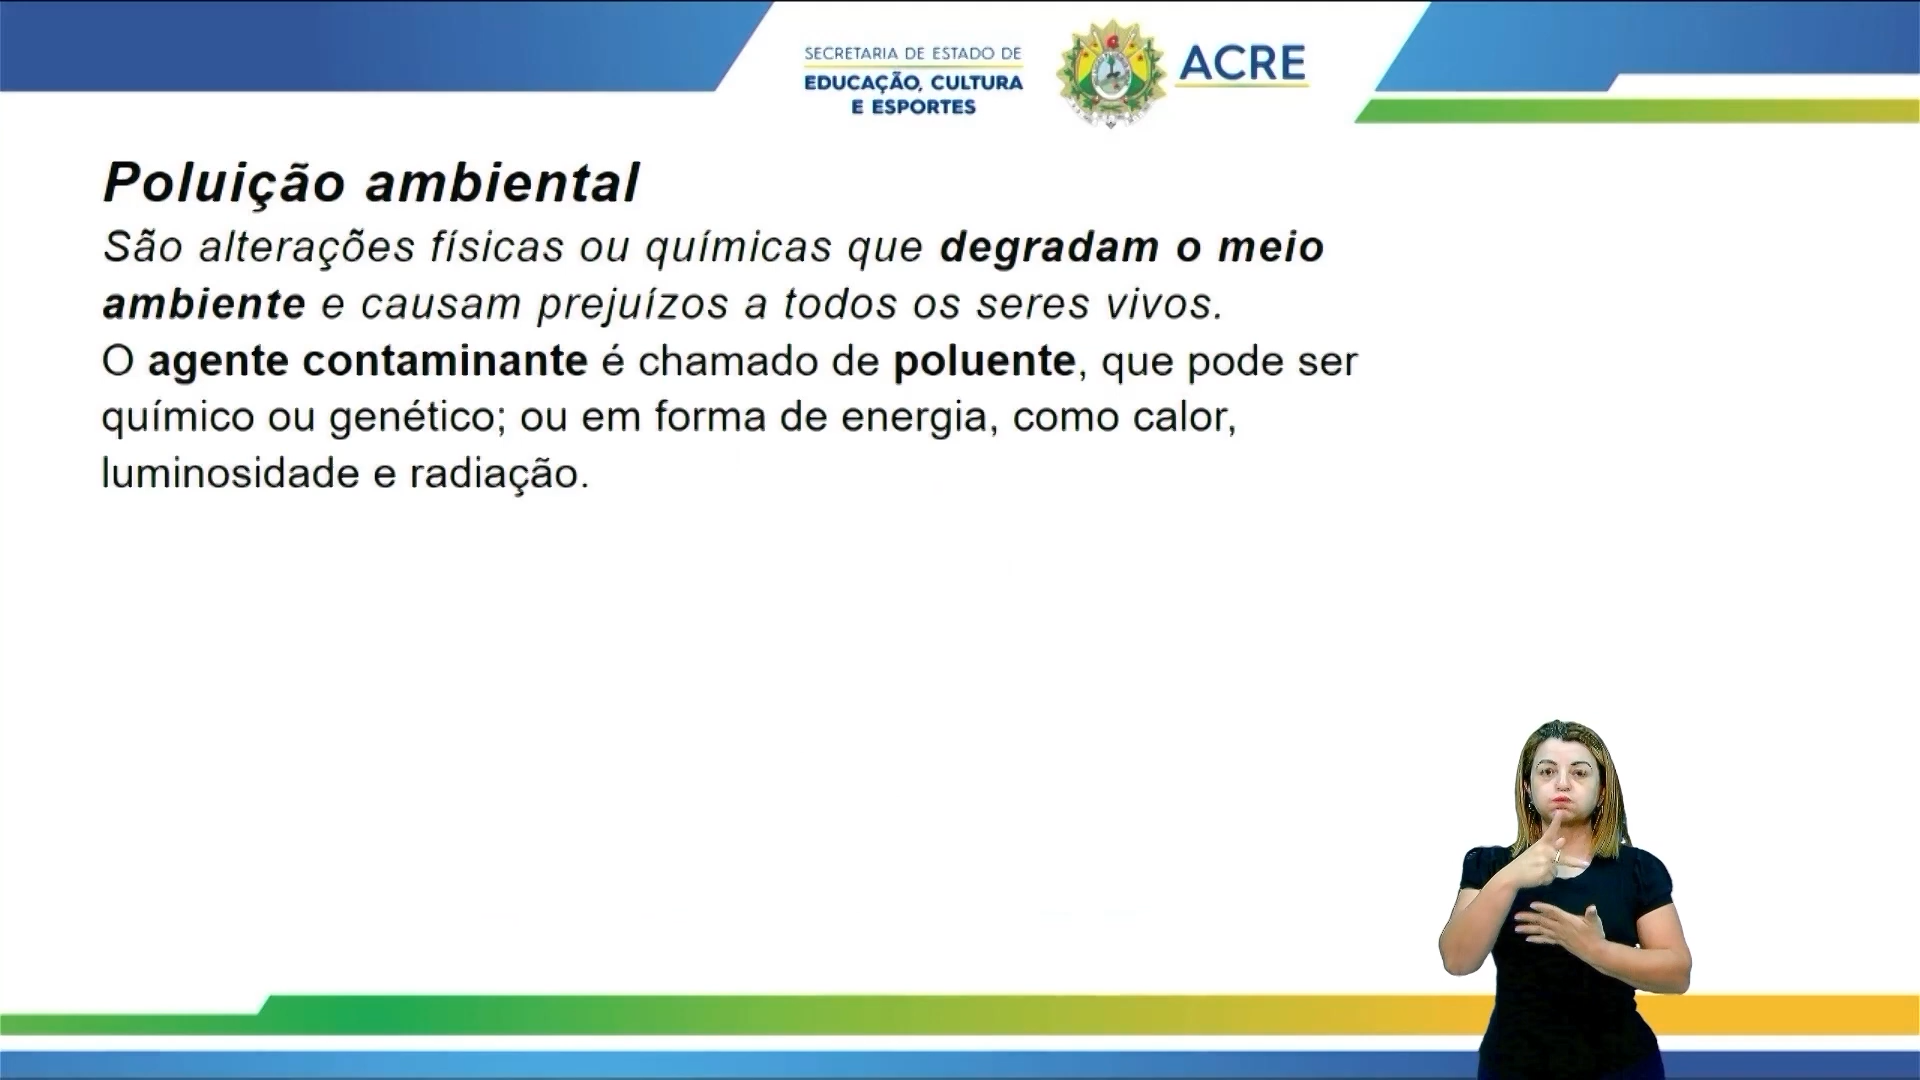 SECRETARIA DE ESTADO DE
EDUCAÇÃO, CULTURA
E ESPORTES
ACRE
Poluição ambiental
São alterações físicas ou químicas que degradam o meio
ambiente e causam prejuízos a todos os seres vivos.
O agente contaminante é chamado de poluente, que pode ser
químico ou genético; ou em forma de energia, como calor,
luminosidade e radiação.